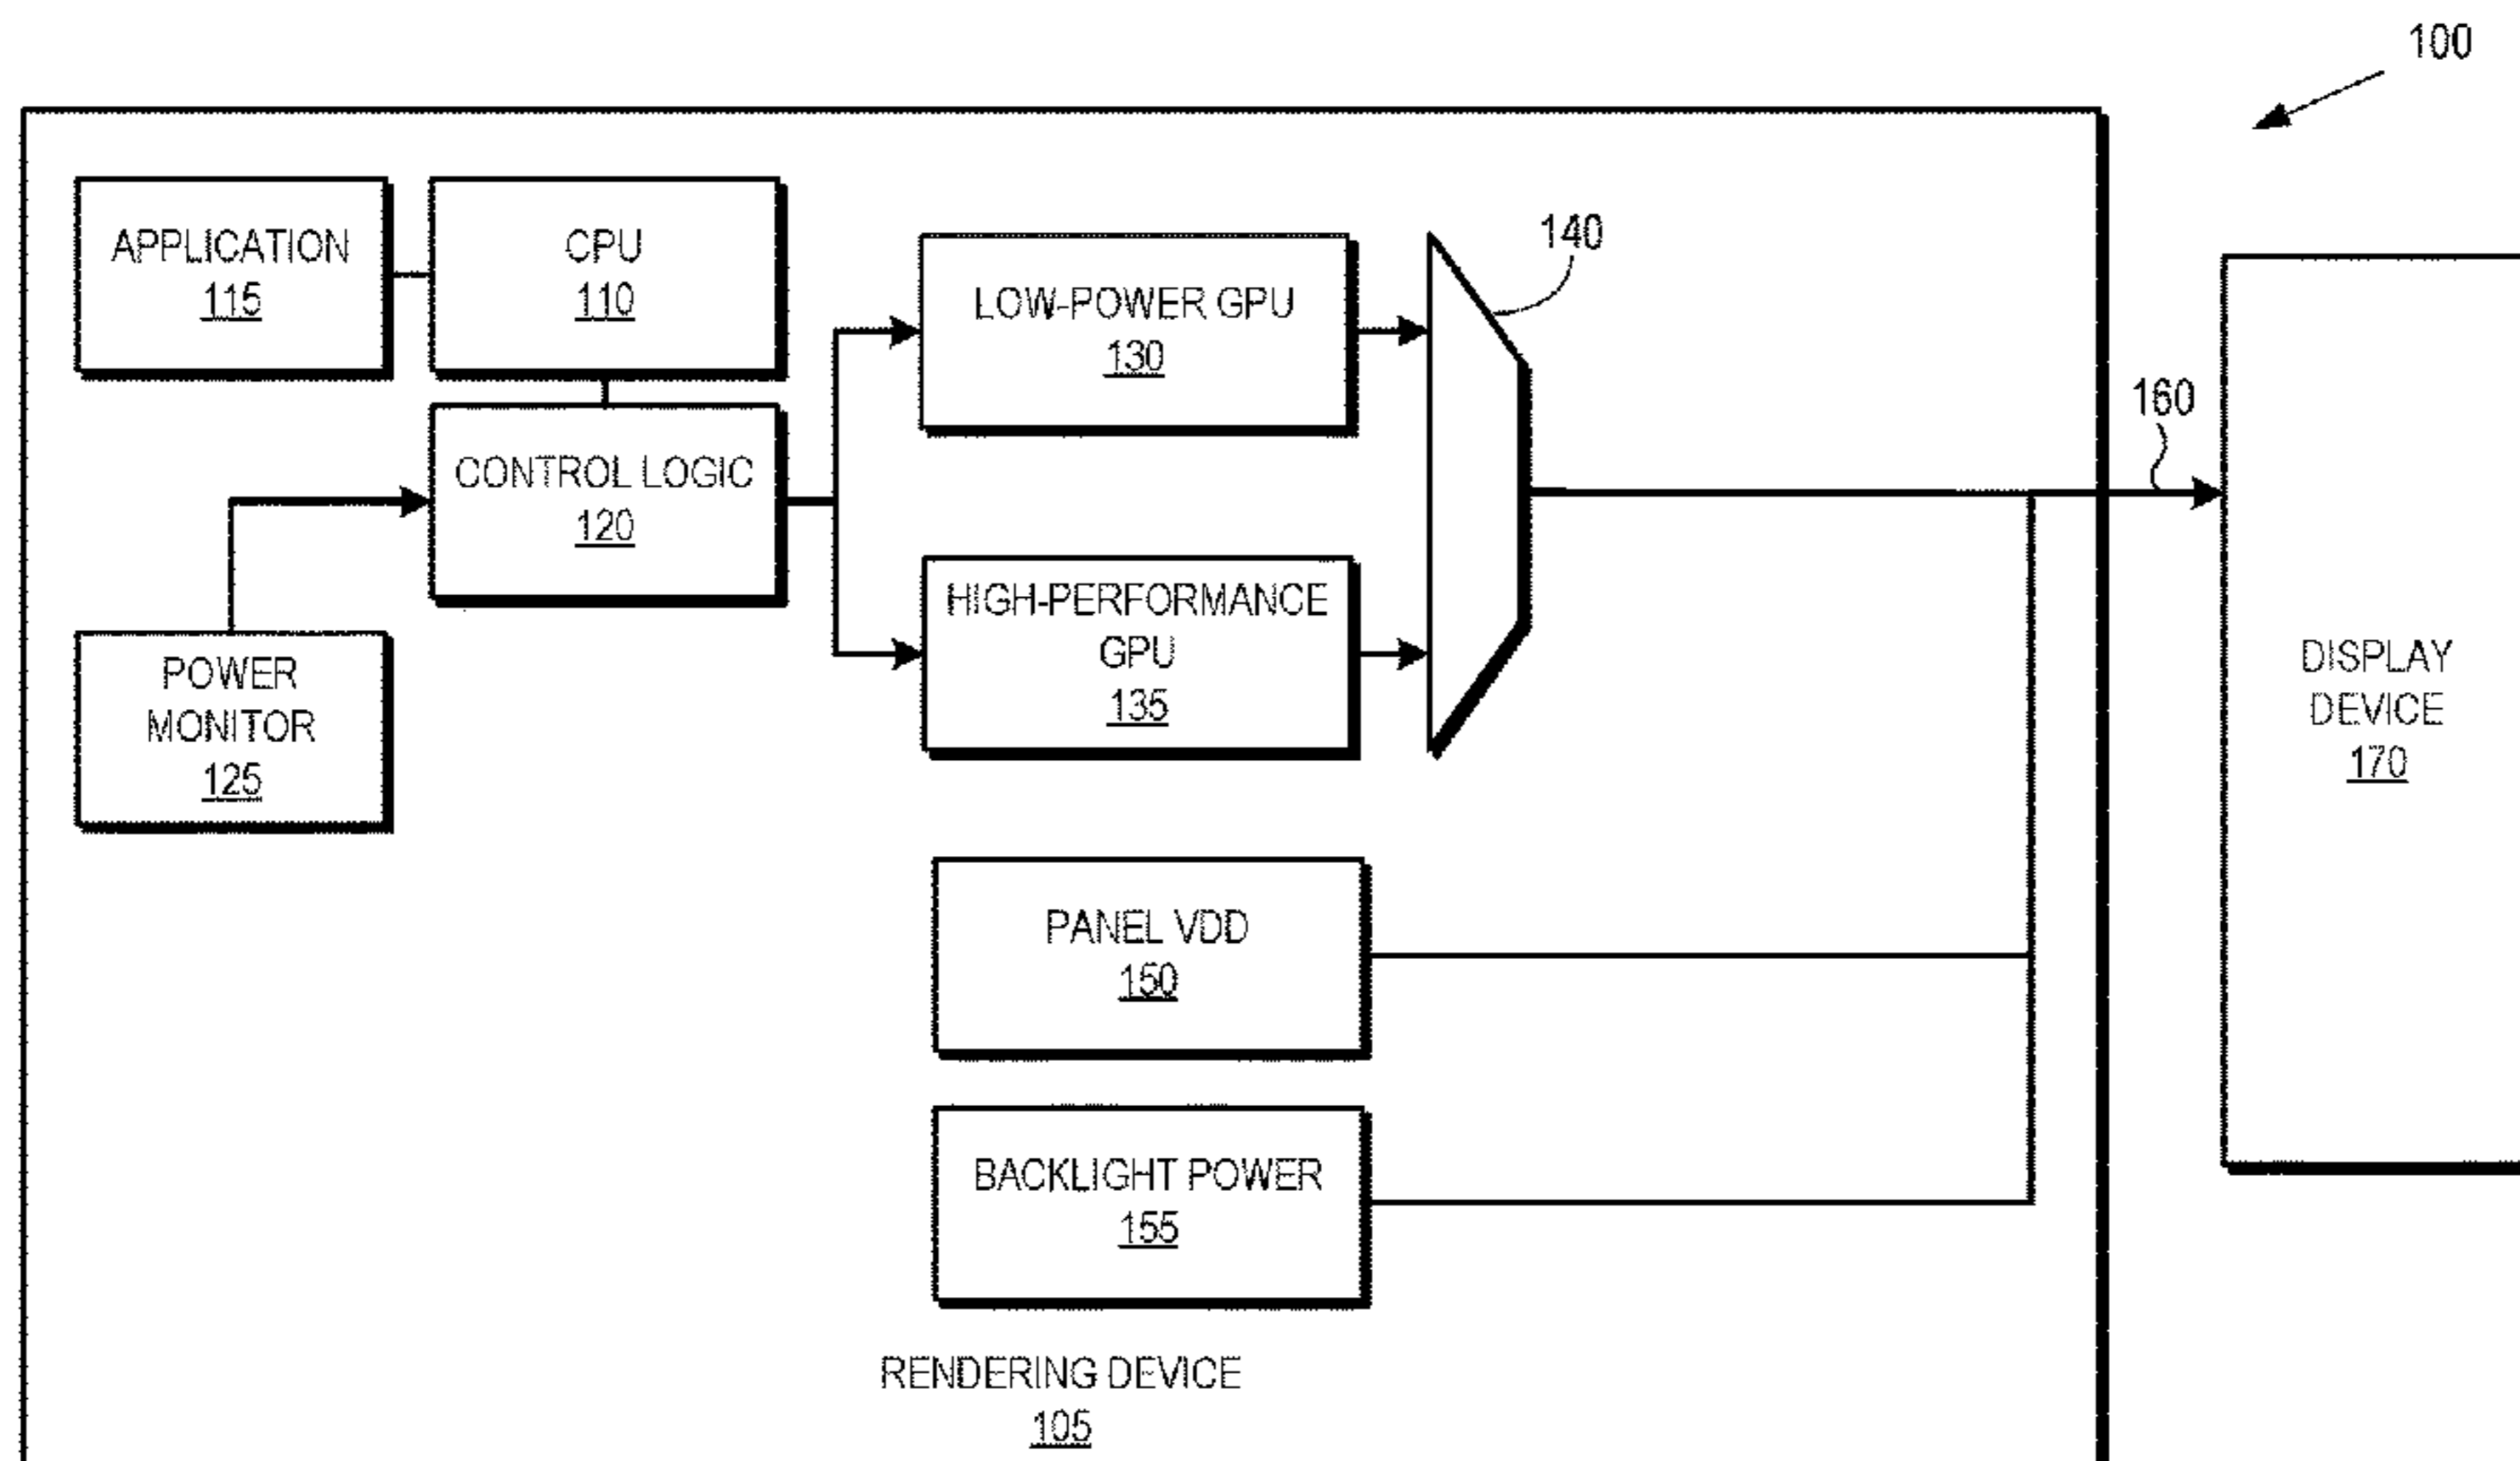 100
APPLICATION
115
CPU
110
LOW-POWER GPU
130
140
160
CONTROL LOGIC
120
HIGH-PERFORMANCE
GPU
135
POWER
MONITOR
125
DISPLAY
DEVICE
170
PANEL VDD
150
BACKLIGHT POWER
155
RENDERING DEVICE
105